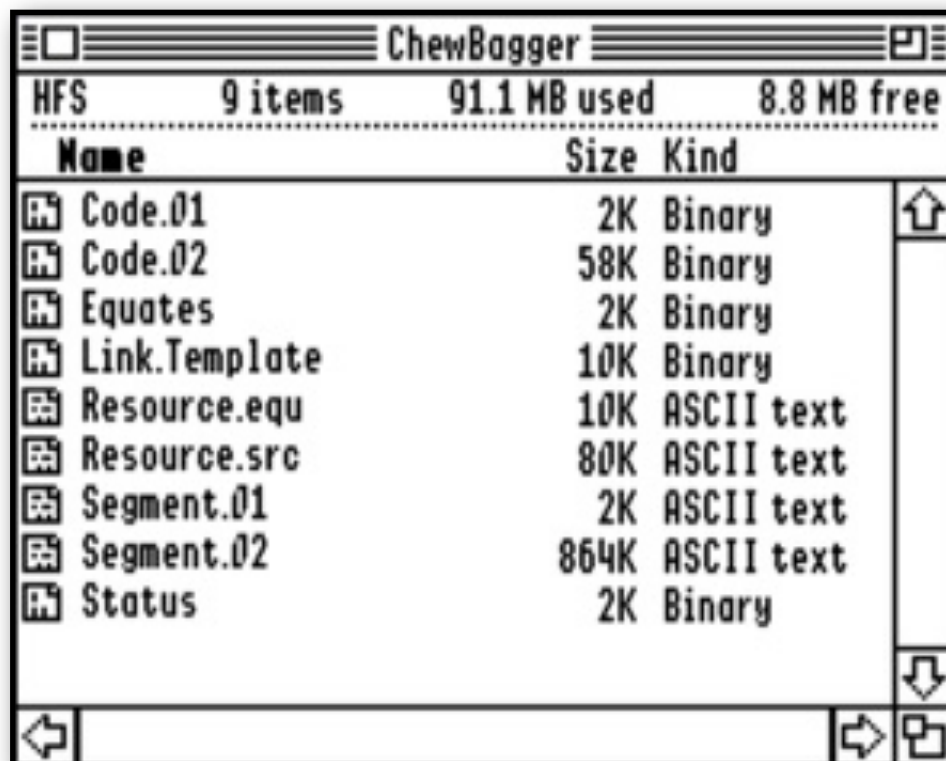 ChewBagger
HFS 9 items 91.1 MB used 8.8 MB free
Name Size Kind
Code.01 2K Binary
Code.02 58K Binary
Equates 2K Binary
Link.Template 10K Binary
Resource.equ 10K ASCII text
Resource.src 80K ASCII text
Segment.01 2K ASCII text
Segment.02 864K ASCII text
Status 2K Binary